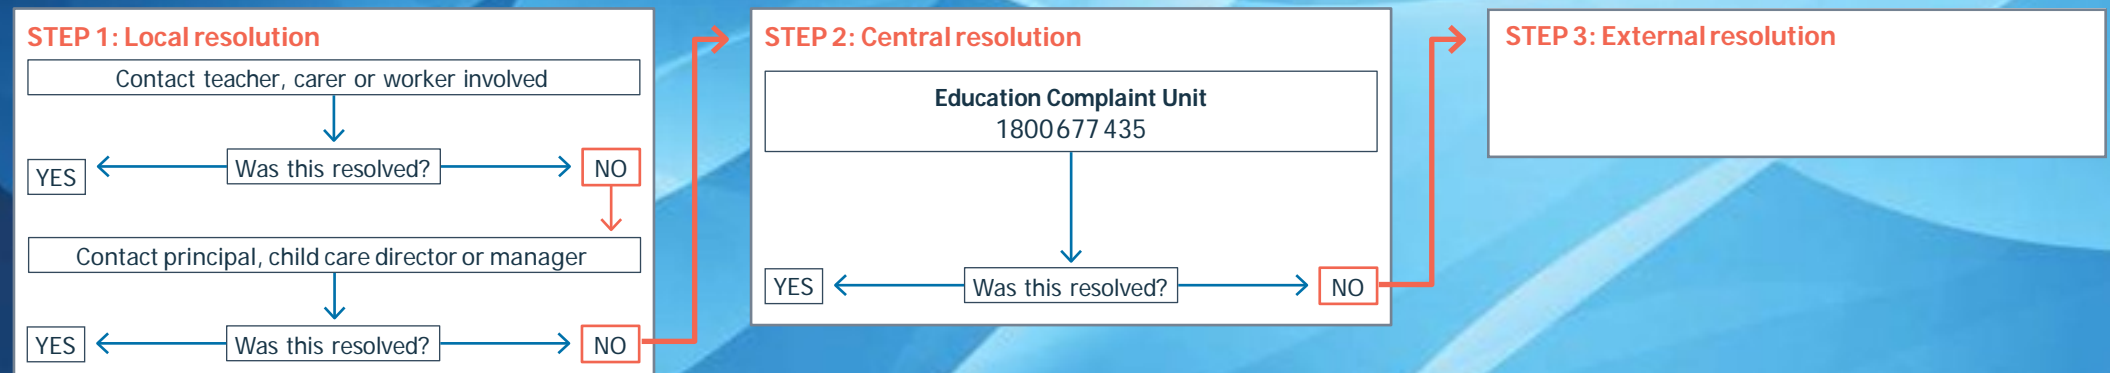 STEP 1: Local resolution
Contact teacher, carer or worker involved
Was this resolved?
YES
NO
Contact principal, child care director or manager
Was this resolved?
YES
NO
STEP 2: Central resolution
Education Complaint Unit
1800 677 435
Was this resolved?
YES
NO
STEP 3: External resolution